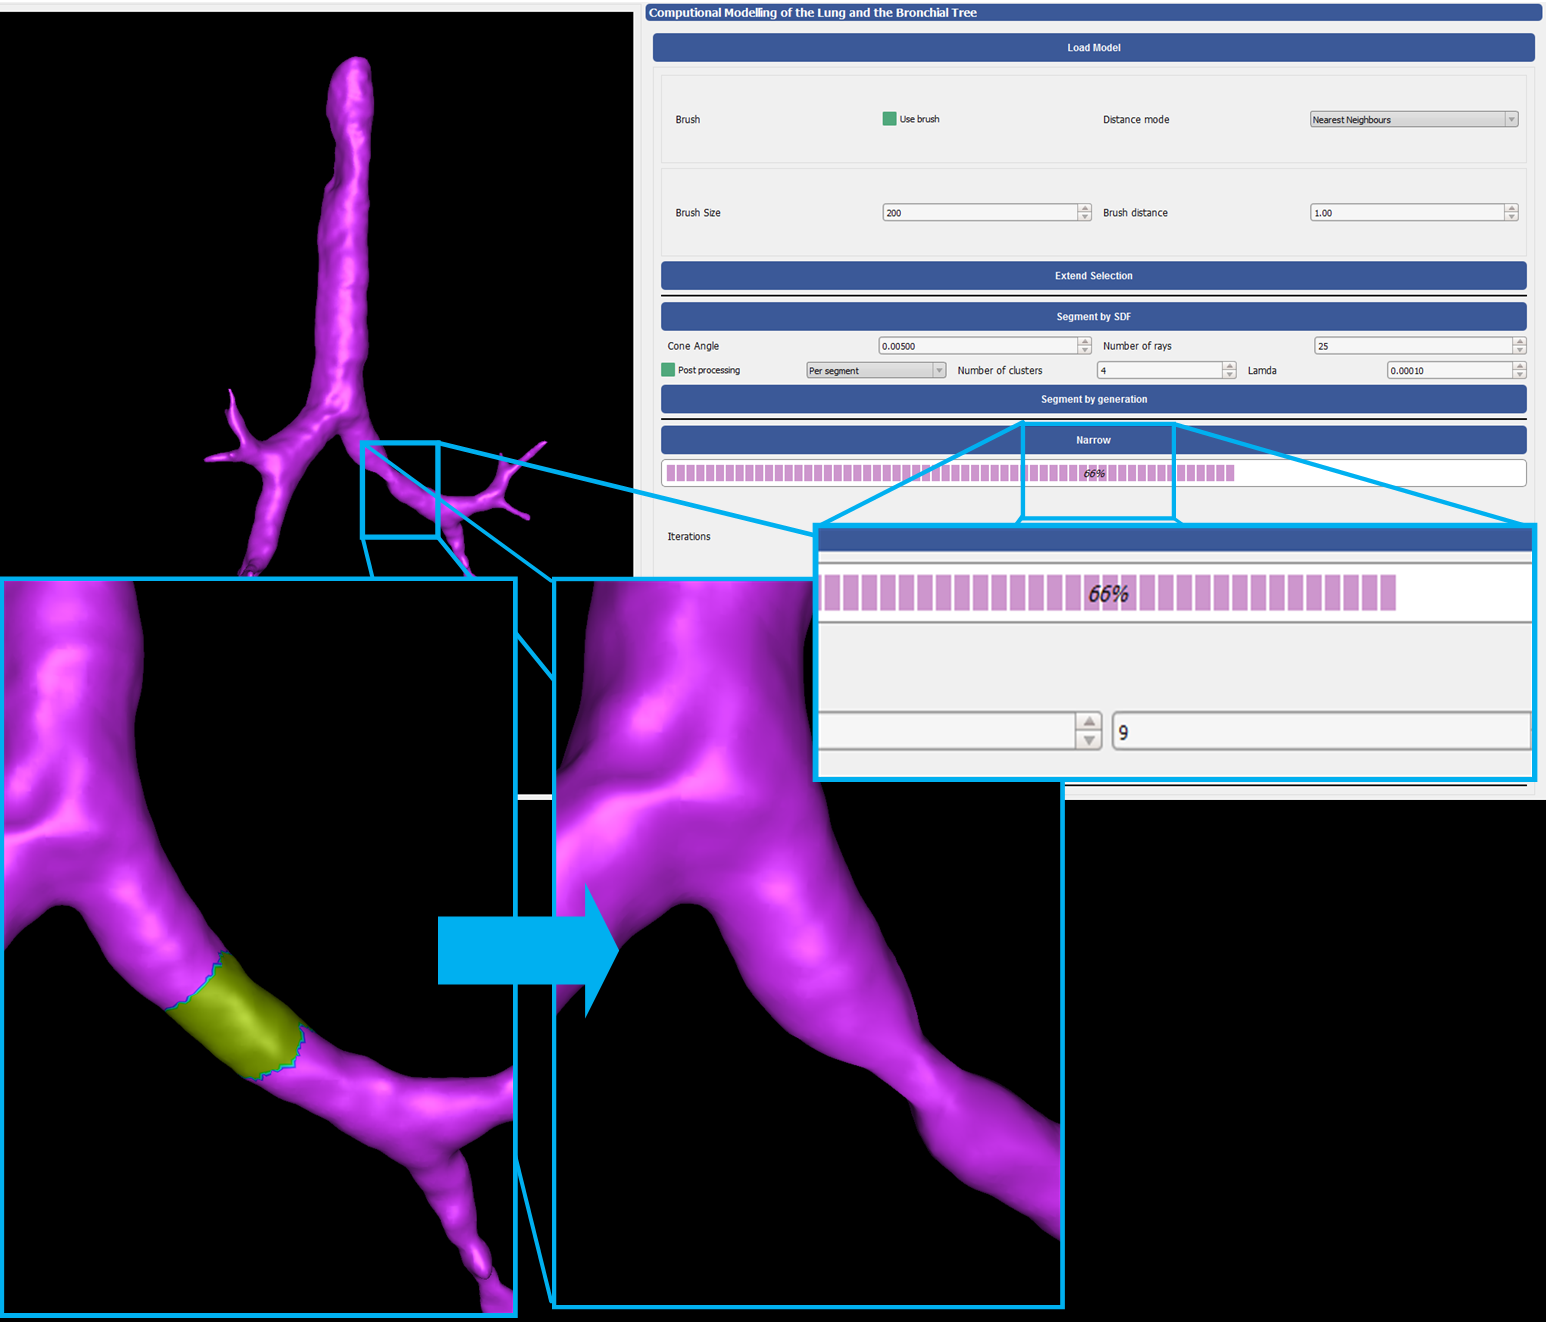 Computional Modelling of the Lung and the Bronchial Tree
Load Model
Brush Use brush Distance mode Nearest Neighbours
Brush Size 200 Brush distance 1.00
Extend Selection
Segment by SDF
Cone Angle 0.00500 Number of rays 25
Post processing Per segment Number of clusters 4 Lamda 0.00010
Segment by generation
Narrow
66%
Iterations
66%
9